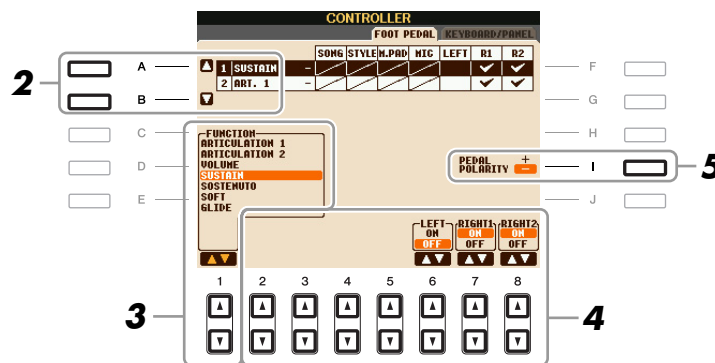 CONTROLLER
FOOT PEDAL KEYBOARD/PANEL
SONG STYLE M.PAD MIC LEFT R1 R2
1 SUSTAIN –
2 ART. 1 –
2
A
B
C
D
E
F
G
H
I
J
FUNCTION
ARTICULATION 1
ARTICULATION 2
VOLUME
SUSTAIN
SOSTENUTO
SOFT
GLIDE
PEDAL POLARITY + –
5
LEFT RIGHT1 RIGHT2
ON ON ON
OFF OFF OFF
1 2 3 4 5 6 7 8
3
4